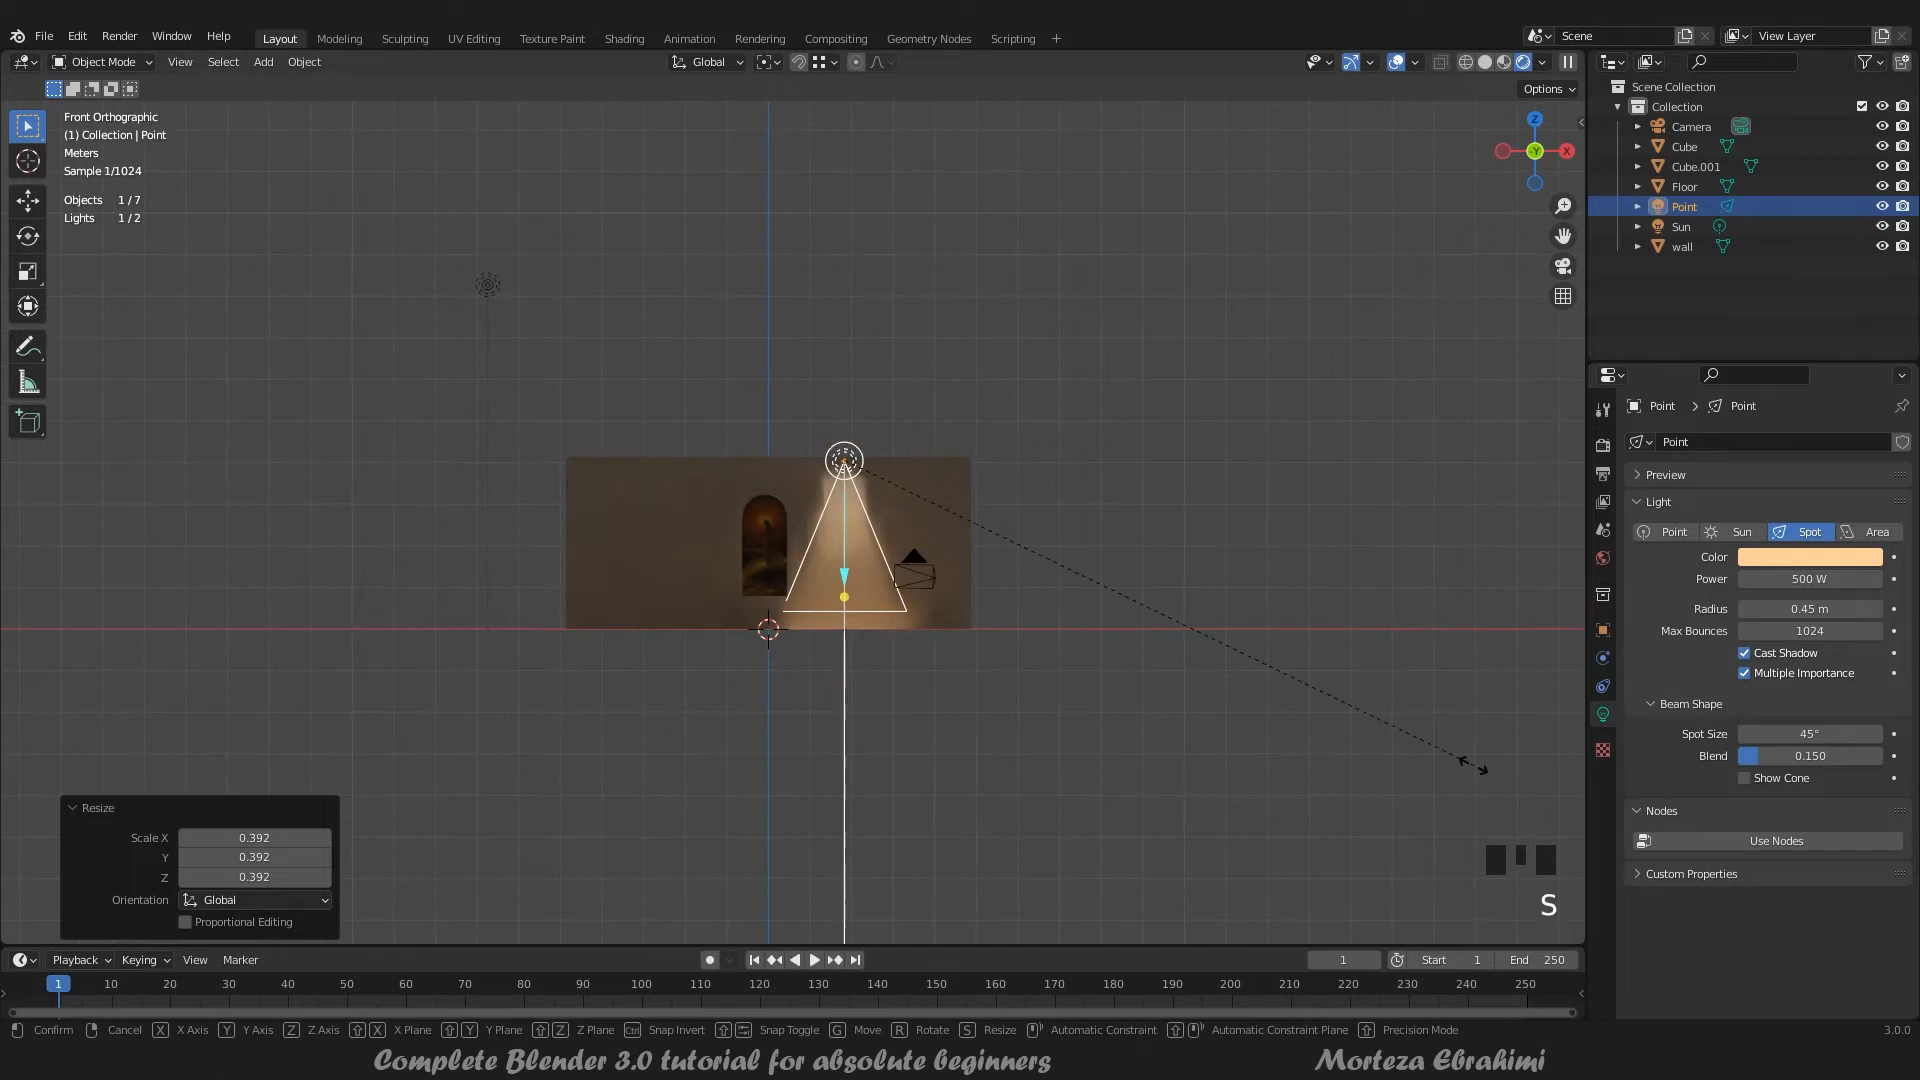 File Edit Render Window Help Layout Modeling Sculpting UV Editing Texture Paint Shading Animation Rendering Compositing Geometry Nodes Scripting + Scene View Layer
Object Mode View Select Add Object Global
Options
Front Orthographic
(1) Collection | Point
Meters
Sample 1/1024
Objects 1 / 7
Lights 1 / 2
Z
-Y
X
Scene Collection
Collection
Camera
Cube
Cube.001
Floor
Point
Sun
wall
Point > Point
Point
Preview
Light
Point Sun Spot Area
Color
Power 500 W
Radius 0.45 m
Max Bounces 1024
Cast Shadow
Multiple Importance
Beam Shape
Spot Size 45°
Blend 0.150
Show Cone
Nodes
Use Nodes
Custom Properties
Resize
Scale X 0.392
Y 0.392
Z 0.392
Orientation Global
Proportional Editing
S
Playback Keying View Marker 1 Start 1 End 250
1 10 20 30 40 50 60 70 80 90 100 110 120 130 140 150 160 170 180 190 200 210 220 230 240 250
Confirm Cancel X X Axis Y Y Axis Z Z Axis X X Plane Y Y Plane Z Z Plane Ctrl Snap Invert Snap Toggle G Move R Rotate S Resize Automatic Constraint Automatic Constraint Plane Precision Mode 3.0.0
Complete Blender 3.0 tutorial for absolute beginners Morteza Ebrahimi